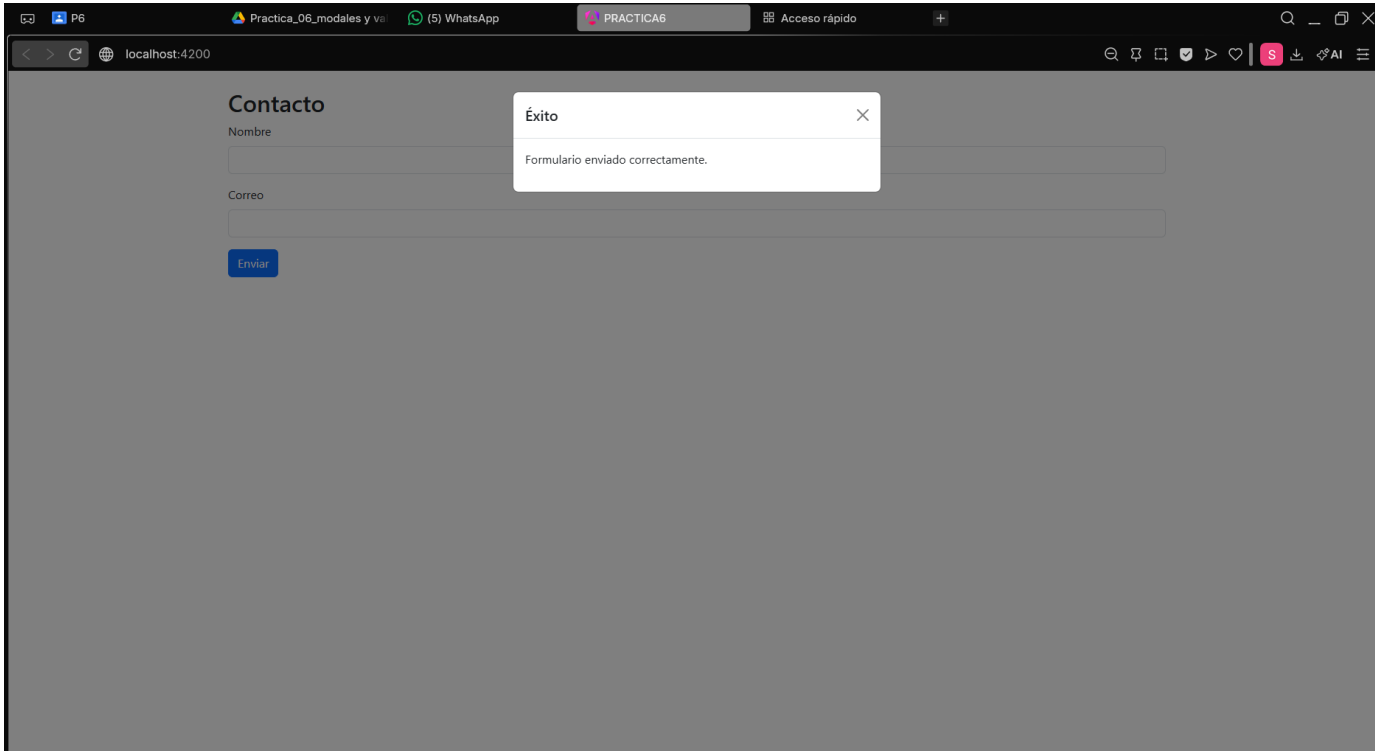 P6
Practica_06_modales y va
(5) WhatsApp
PRACTICA6
Acceso rápido
localhost:4200
S
AI
Contacto
Nombre
Correo
Enviar
Éxito
Formulario enviado correctamente.